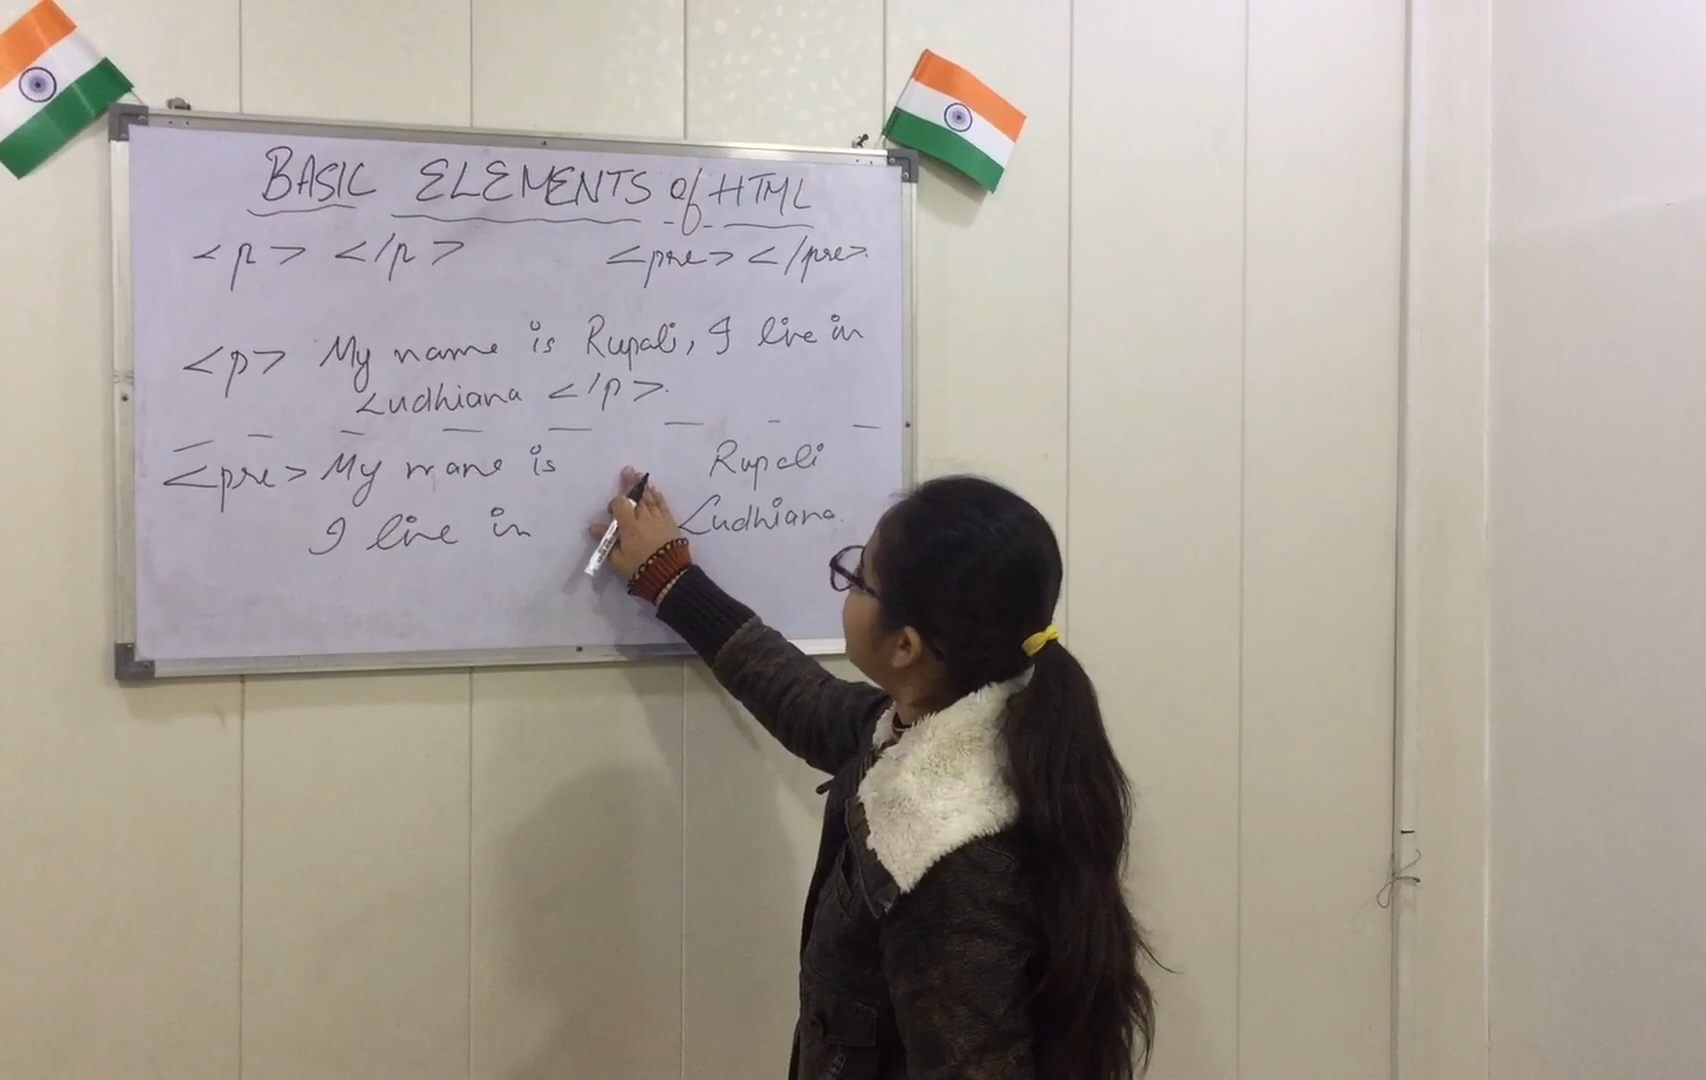 BASIC ELEMENTS of HTML
<p> </p> <pre> </pre>.
<p> My name is Rupali, I live in
Ludhiana </p>.
<pre> My mane is Rupali
I live in Ludhiana.